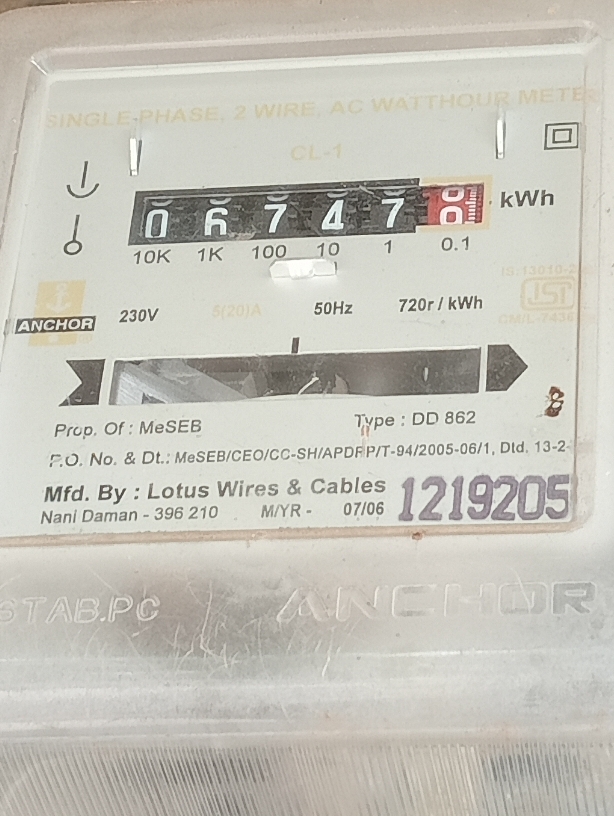 SINGLE-PHASE, 2 WIRE, AC WATTHOUR METER
CL-1
0 6 7 4 7 kWh
10K 1K 100 10 1 0.1
ANCHOR 230V 5(20)A 50Hz 720r / kWh
Prop. Of : MeSEB Type : DD 862
P.O. No. & Dt.: MeSEB/CEO/CC-SH/APDRP/T-94/2005-06/1, Dtd. 13-2-
Mfd. By : Lotus Wires & Cables 1219205
Nani Daman - 396 210 M/YR - 07/06
STAB.PC ANCHOR